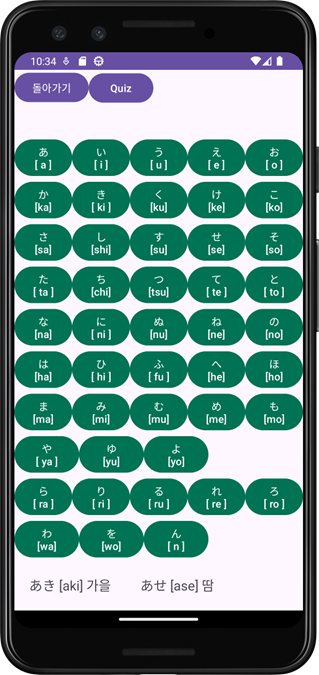 10:34
돌아가기 Quiz
あ い う え お
[ a ] [ i ] [ u ] [ e ] [ o ]
か き く け こ
[ka] [ ki ] [ku] [ke] [ko]
さ し す せ そ
[sa] [shi] [su] [se] [so]
た ち つ て と
[ ta ] [chi] [tsu] [ te ] [ to ]
な に ぬ ね の
[na] [ ni ] [nu] [ne] [no]
は ひ ふ へ ほ
[ha] [ hi ] [ fu ] [he] [ho]
ま み む め も
[ma] [mi] [mu] [me] [mo]
や ゆ よ
[ ya ] [yu] [yo]
ら り る れ ろ
[ ra ] [ ri ] [ ru ] [ re ] [ ro ]
わ を ん
[wa] [wo] [ n ]
あき [aki] 가을 あせ [ase] 땀